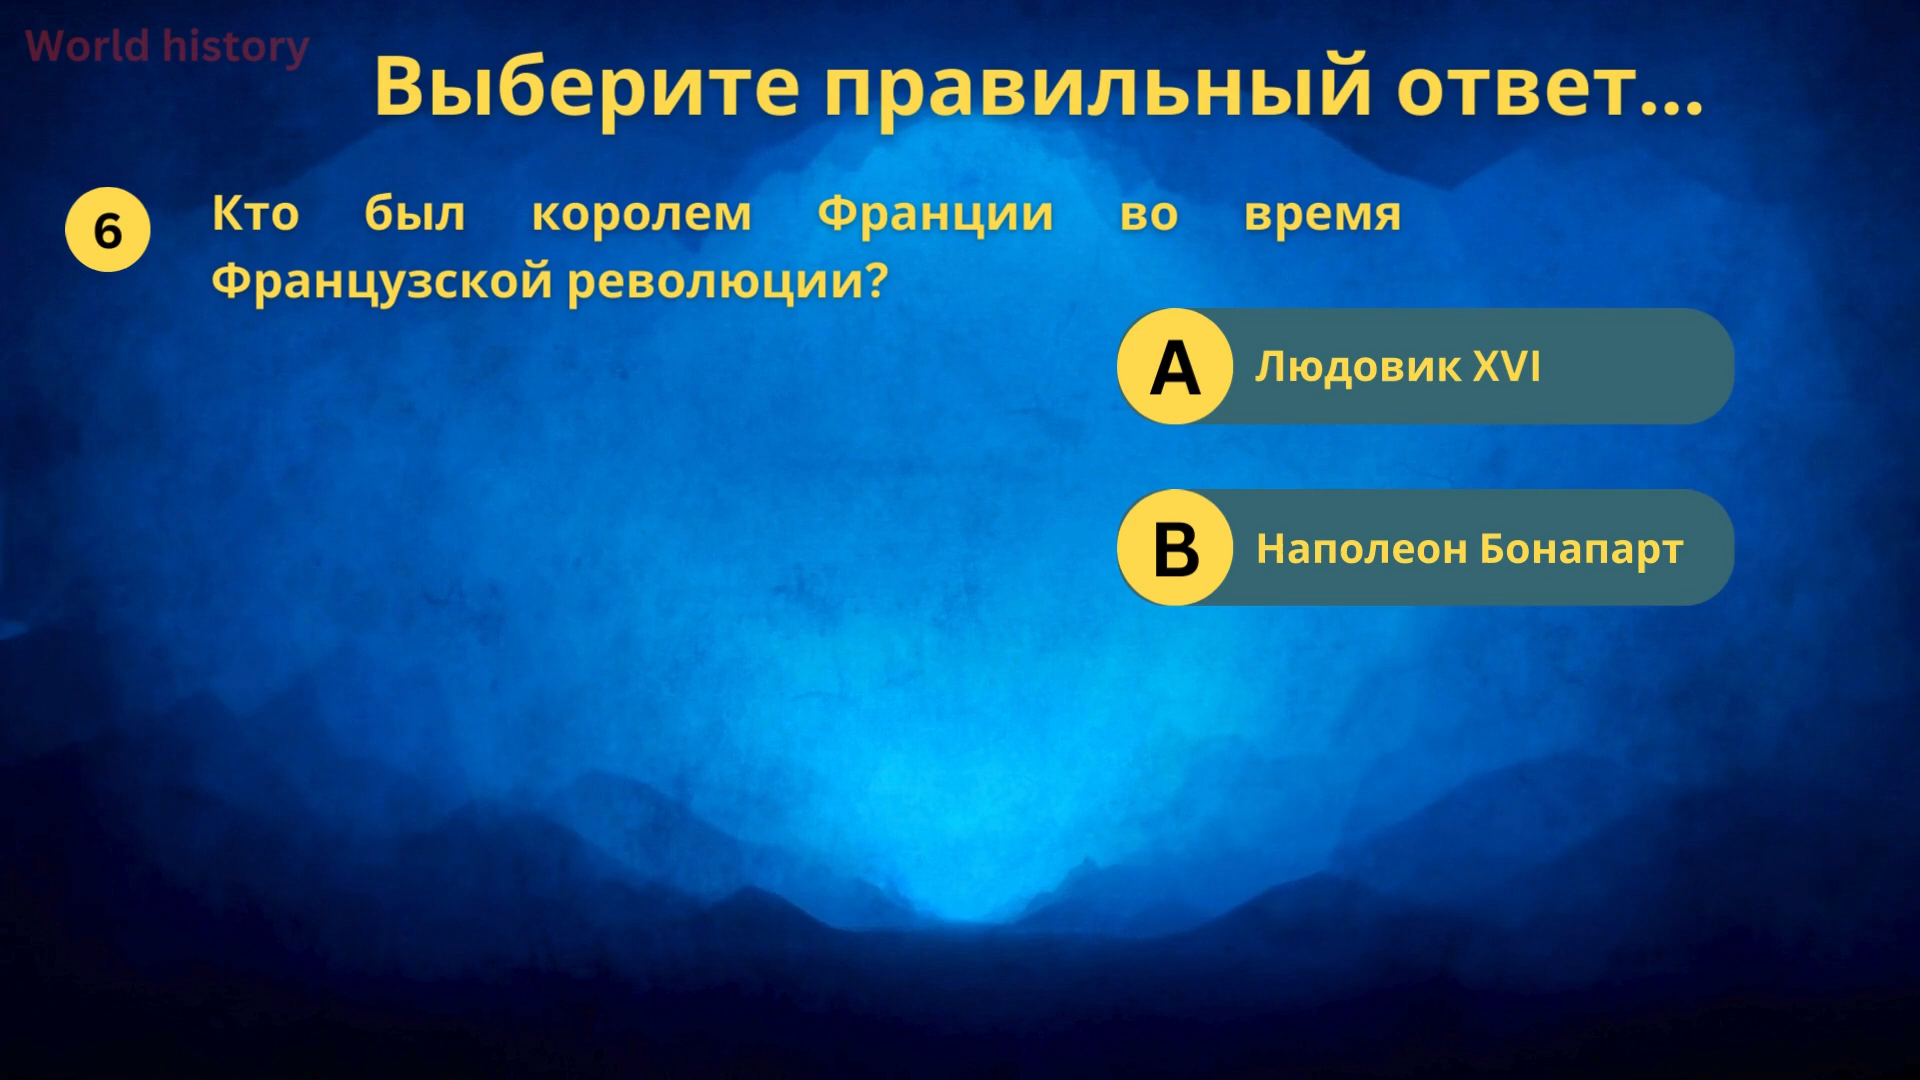 World history
Выберите правильный ответ...
6
Кто был королем Франции во время
Французской революции?
A Людовик XVI
B Наполеон Бонапарт